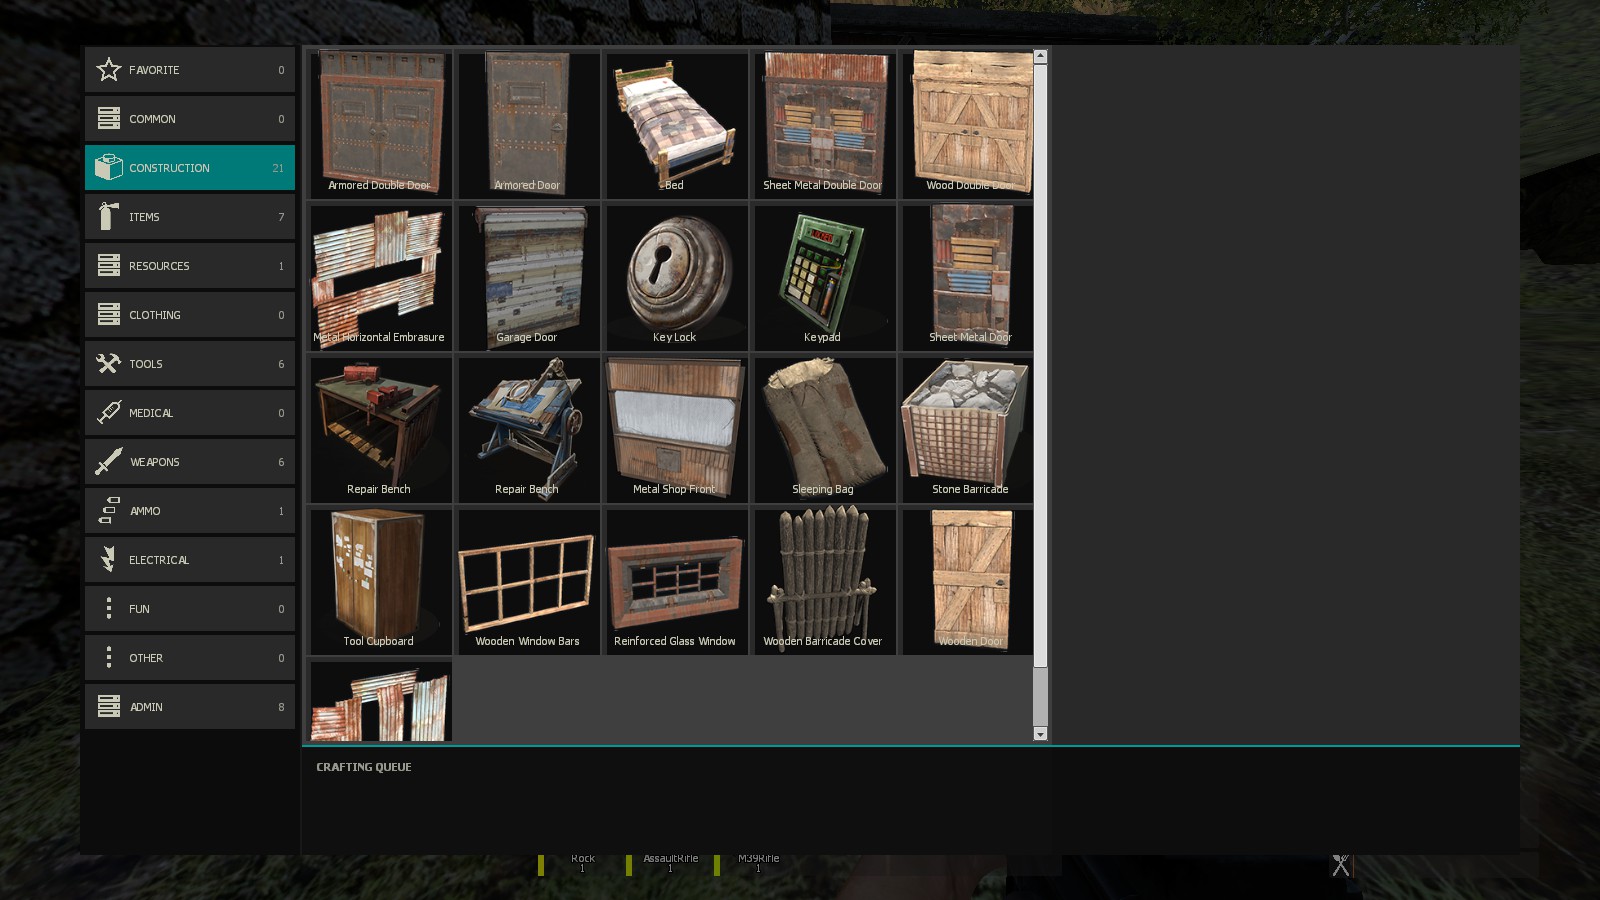 FAVORITE 0
COMMON 0
CONSTRUCTION 21
ITEMS 7
RESOURCES 1
CLOTHING 0
TOOLS 6
MEDICAL 0
WEAPONS 6
AMMO 1
ELECTRICAL 1
FUN 0
OTHER 0
ADMIN 8
Armored Double Door
Armored Door
Bed
Sheet Metal Double Door
Wood Double Door
Metal Horizontal Embrasure
Garage Door
Key Lock
LOCKED
Keypad
Sheet Metal Door
Repair Bench
Repair Bench
Metal Shop Front
Sleeping Bag
Stone Barricade
Tool Cupboard
Wooden Window Bars
Reinforced Glass Window
Wooden Barricade Cover
Wooden Door
CRAFTING QUEUE
Rock
1
AssaultRifle
1
M39Rifle
1